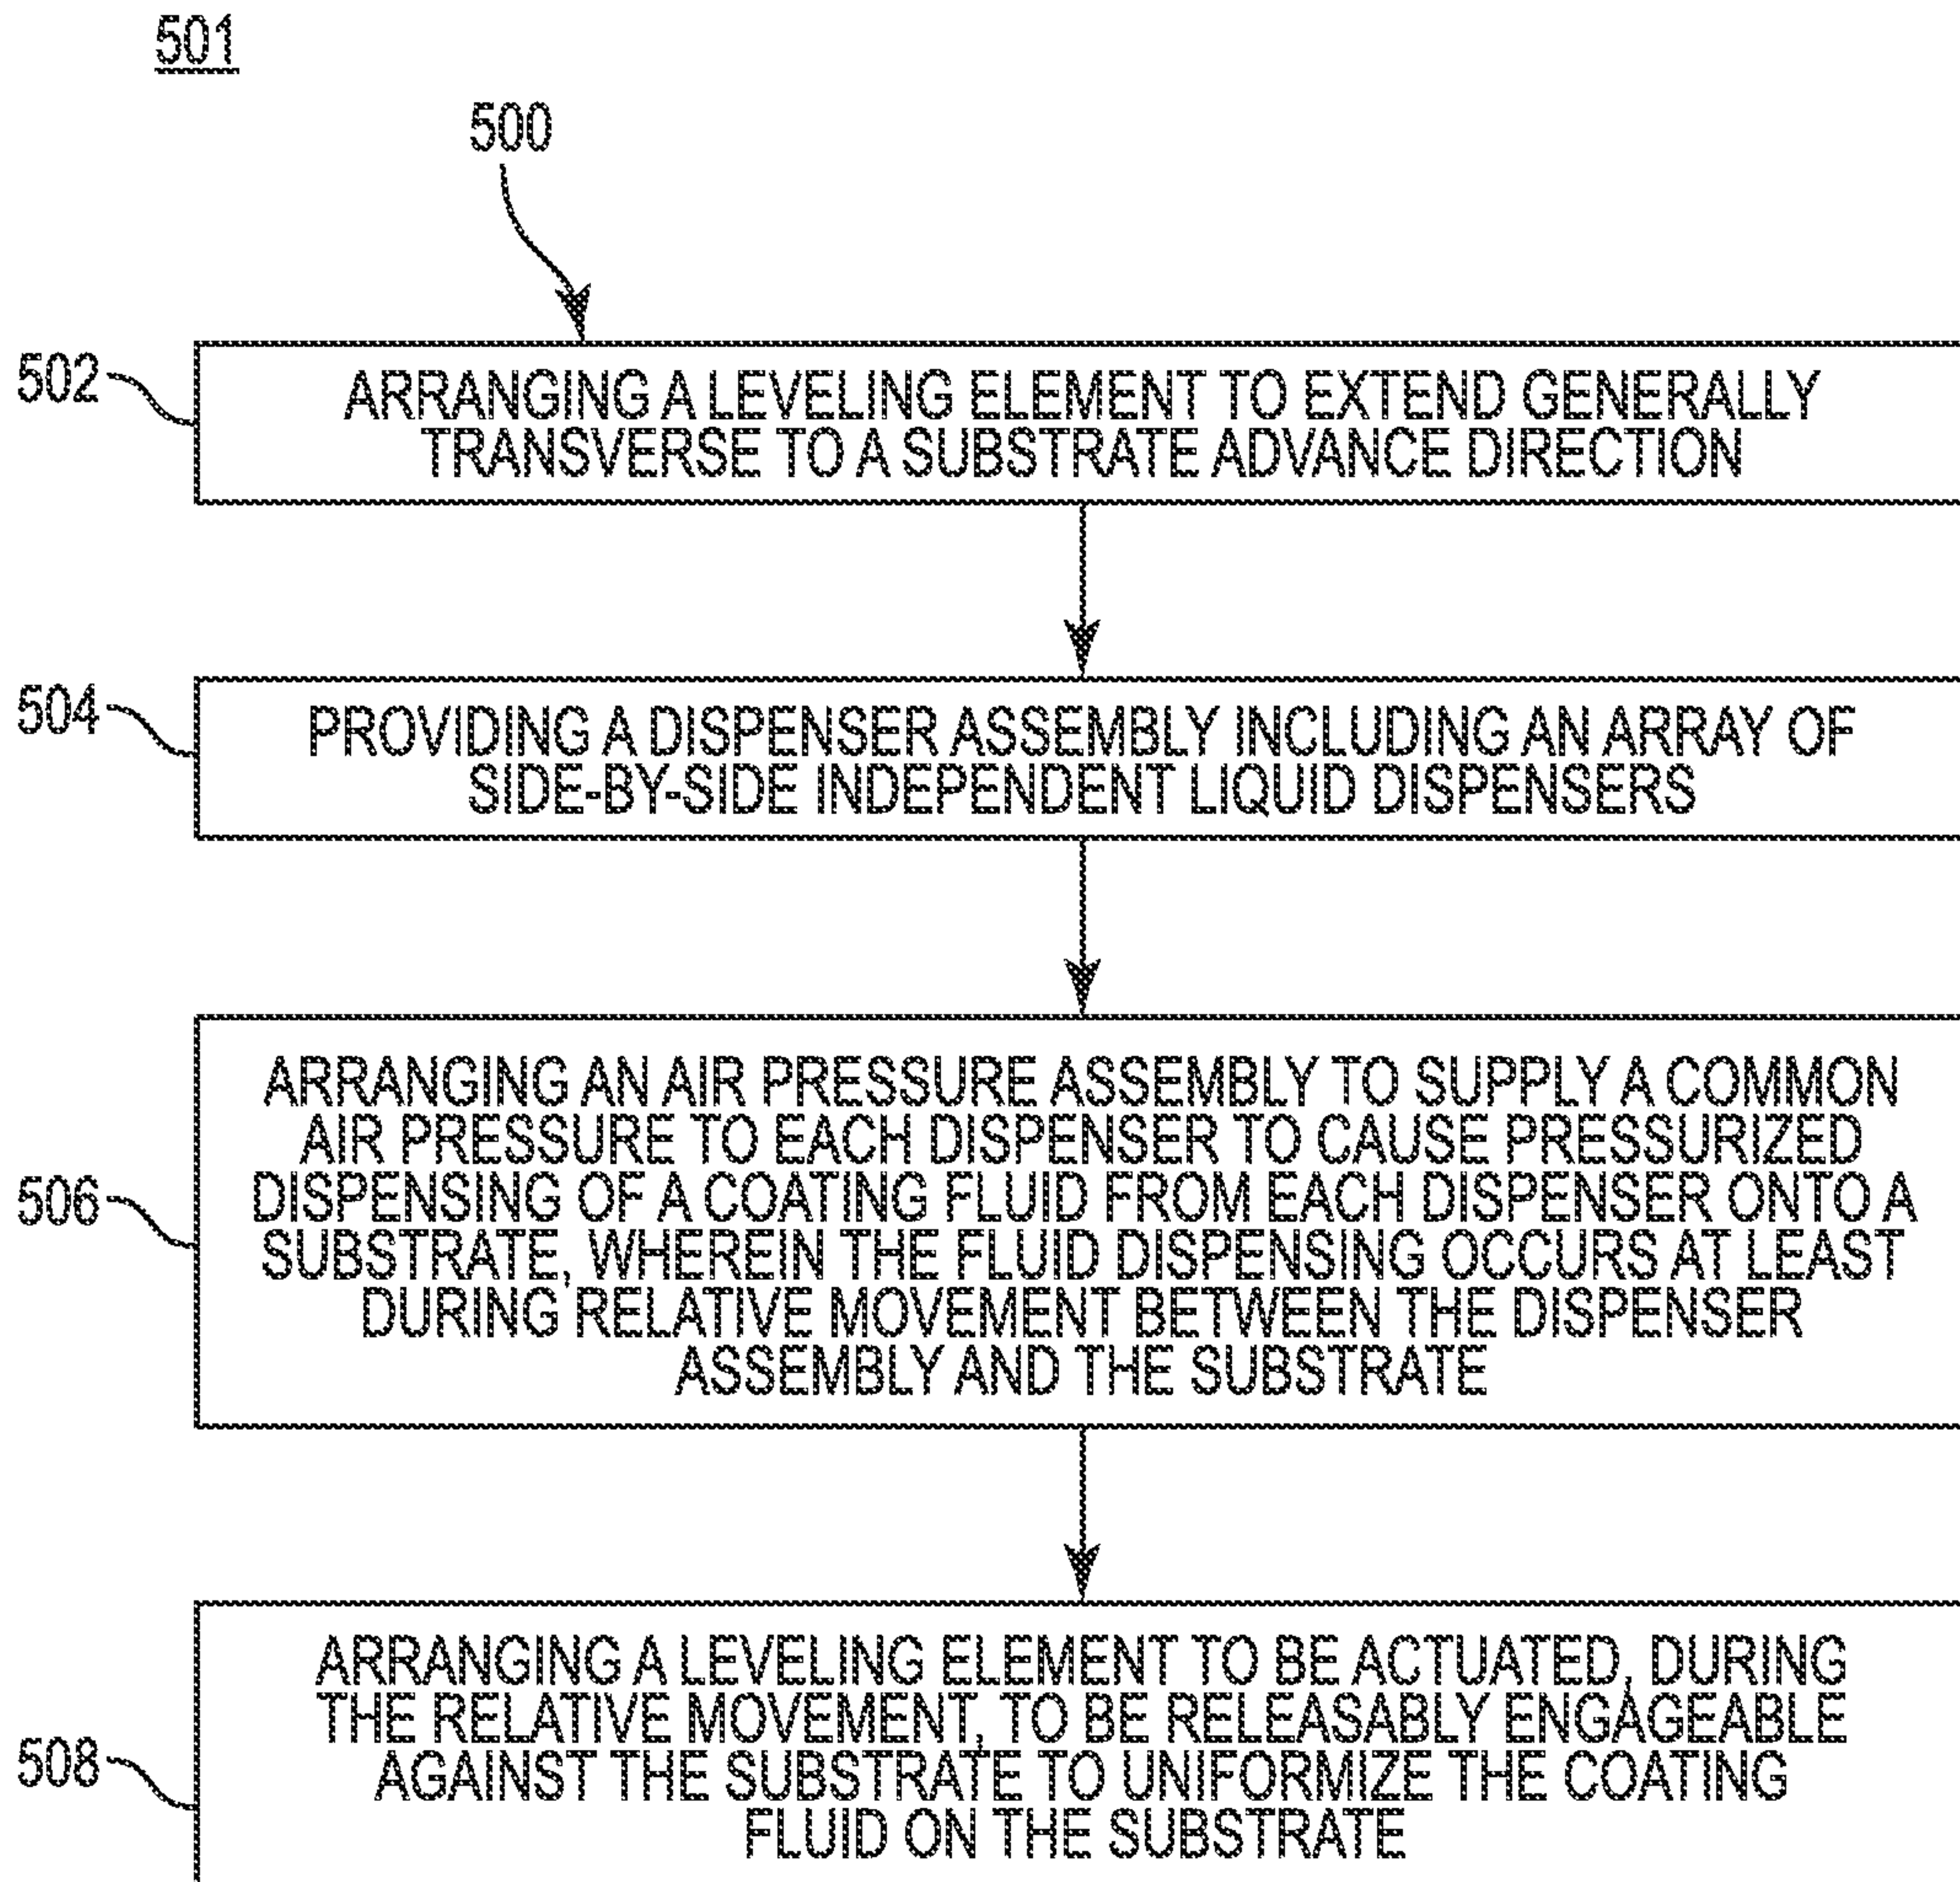 501
500
502
ARRANGING A LEVELING ELEMENT TO EXTEND GENERALLY
TRANSVERSE TO A SUBSTRATE ADVANCE DIRECTION
504
PROVIDING A DISPENSER ASSEMBLY INCLUDING AN ARRAY OF
SIDE-BY-SIDE INDEPENDENT LIQUID DISPENSERS
506
ARRANGING AN AIR PRESSURE ASSEMBLY TO SUPPLY A COMMON
AIR PRESSURE TO EACH DISPENSER TO CAUSE PRESSURIZED
DISPENSING OF A COATING FLUID FROM EACH DISPENSER ONTO A
SUBSTRATE, WHEREIN THE FLUID DISPENSING OCCURS AT LEAST
DURING RELATIVE MOVEMENT BETWEEN THE DISPENSER
ASSEMBLY AND THE SUBSTRATE
508
ARRANGING A LEVELING ELEMENT TO BE ACTUATED, DURING
THE RELATIVE MOVEMENT, TO BE RELEASABLY ENGAGEABLE
AGAINST THE SUBSTRATE TO UNIFORMIZE THE COATING
FLUID ON THE SUBSTRATE